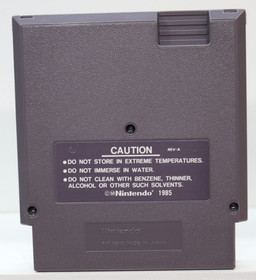 CAUTION
REV-A
•DO NOT STORE IN EXTREME TEMPERATURES.
•DO NOT IMMERSE IN WATER.
•DO NOT CLEAN WITH BENZENE, THINNER,
ALCOHOL OR OTHER SUCH SOLVENTS.
©™Nintendo® 1985
Nintendo